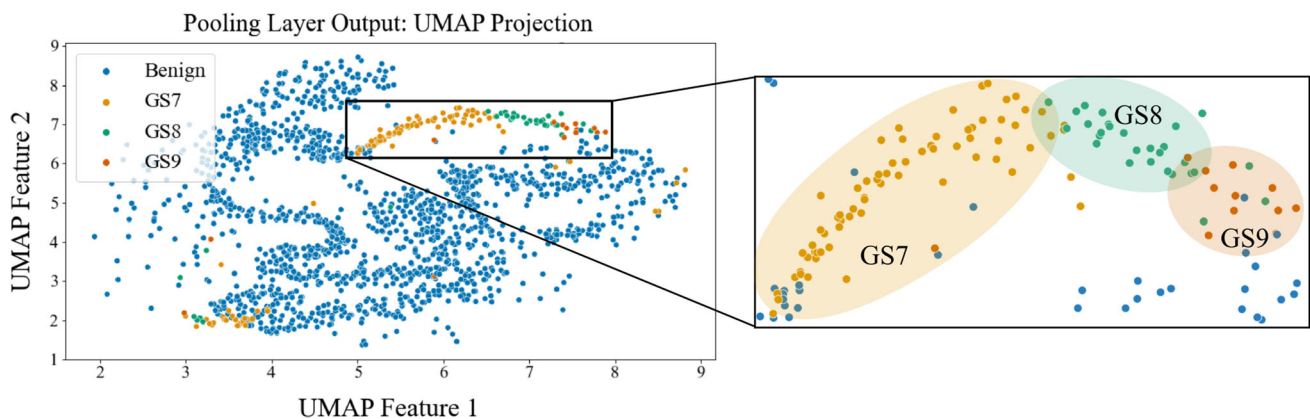 Pooling Layer Output: UMAP Projection
9
8
7
6
5
4
3
2
1
UMAP Feature 2
Benign
GS7
GS8
GS9
2
3
4
5
6
7
8
9
UMAP Feature 1
GS8
GS7
GS9